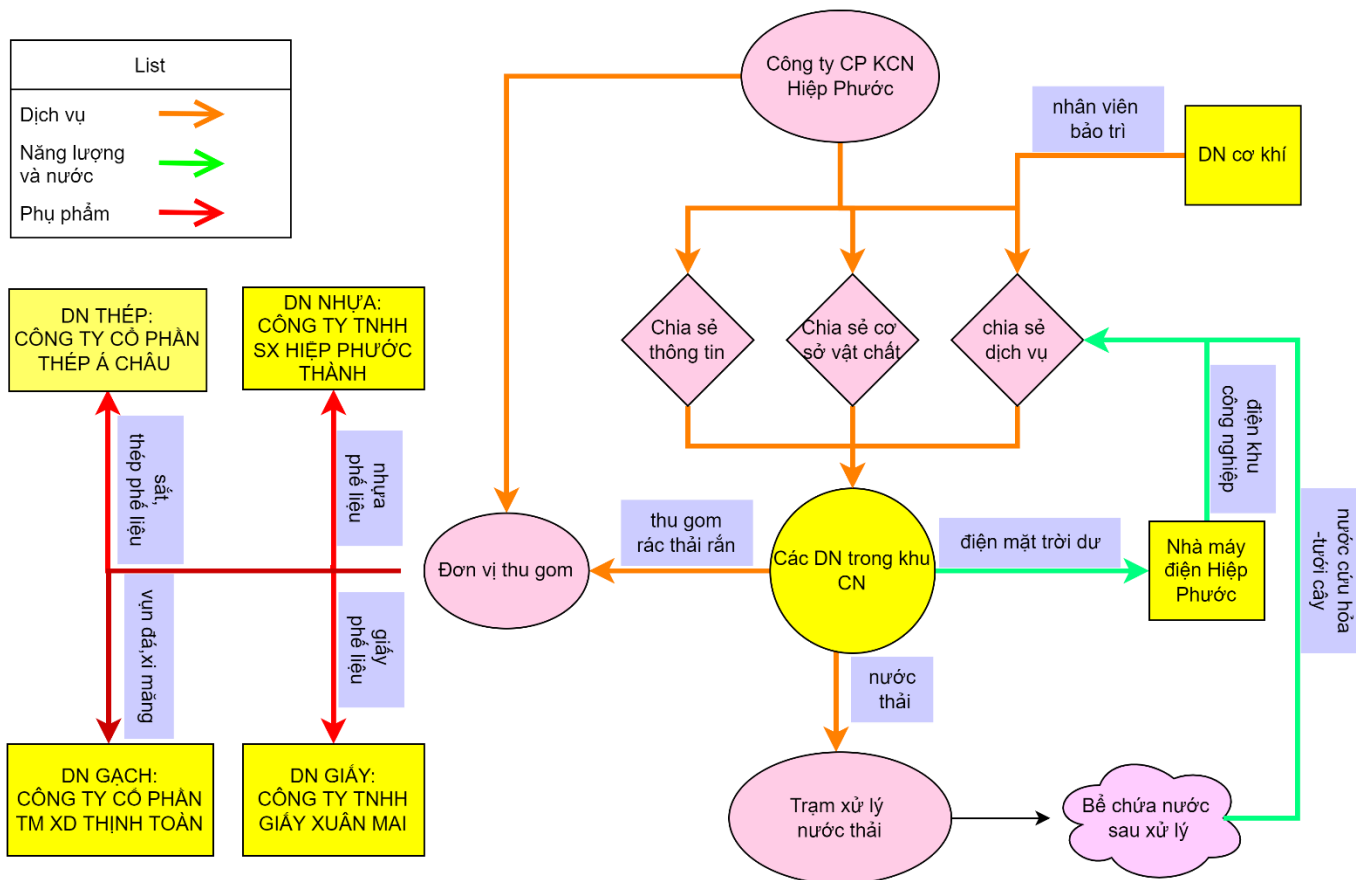 List
Dịch vụ
Năng lượng
và nước
Phụ phẩm
Công ty CP KCN
Hiệp Phước
nhân viên
bảo trì
DN cơ khí
DN THÉP:
CÔNG TY CỔ PHẦN
THÉP Á CHÂU
DN NHỰA:
CÔNG TY TNHH
SX HIỆP PHƯỚC
THÀNH
Chia sẻ
thông tin
Chia sẻ cơ
sở vật chất
chia sẻ
dịch vụ
sắt,
thép phế liệu
nhựa
phế liệu
điện khu
công nghiệp
nước cứu hỏa
-tưới cây
thu gom
rác thải rắn
Đơn vị thu gom
Các DN trong khu
CN
điện mặt trời dư
Nhà máy
điện Hiệp
Phước
vụn đá,xi măng
giấy
phế liệu
nước
thải
DN GẠCH:
CÔNG TY CỔ PHẦN
TM XD THỊNH TOÀN
DN GIẤY:
CÔNG TY TNHH
GIẤY XUÂN MAI
Trạm xử lý
nước thải
Bể chứa nước
sau xử lý